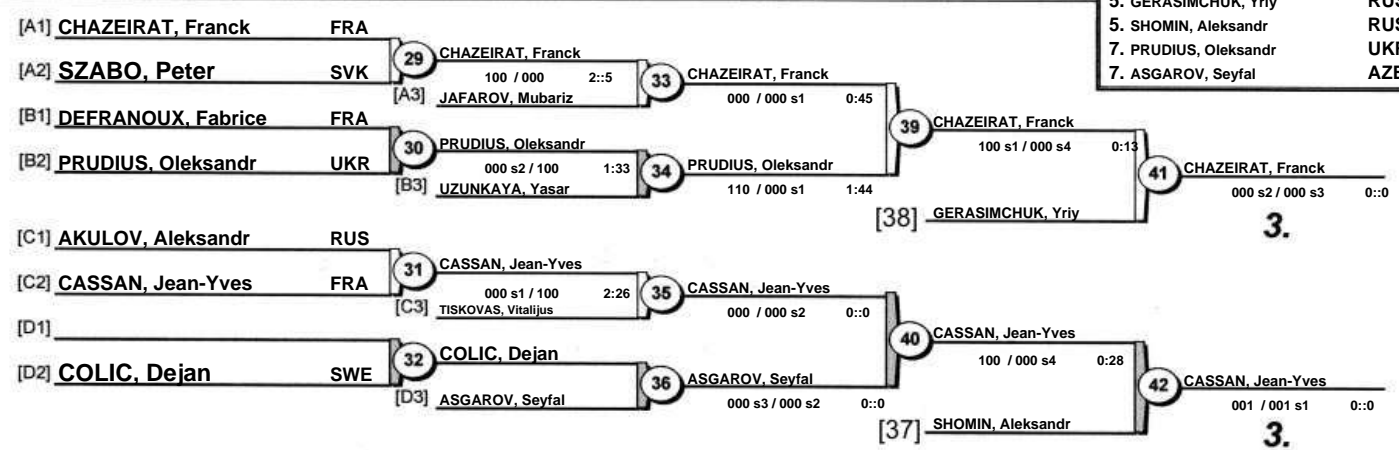 5. GERASIMCHUK, Yriy RUS
5. SHOMIN, Aleksandr RUS
7. PRUDIUS, Oleksandr UKR
7. ASGAROV, Seyfal AZE
[A1] CHAZEIRAT, Franck FRA
[A2] SZABO, Peter SVK
29
CHAZEIRAT, Franck
100 / 000 2::5
[A3] JAFAROV, Mubariz
33
CHAZEIRAT, Franck
000 / 000 s1 0:45
[B1] DEFRANOUX, Fabrice FRA
[B2] PRUDIUS, Oleksandr UKR
30
PRUDIUS, Oleksandr
000 s2 / 100 1:33
[B3] UZUNKAYA, Yasar
34
PRUDIUS, Oleksandr
110 / 000 s1 1:44
39
CHAZEIRAT, Franck
100 s1 / 000 s4 0:13
[38] GERASIMCHUK, Yriy
41
CHAZEIRAT, Franck
000 s2 / 000 s3 0::0
3.
[C1] AKULOV, Aleksandr RUS
[C2] CASSAN, Jean-Yves FRA
31
CASSAN, Jean-Yves
000 s1 / 100 2:26
[C3] TISKOVAS, Vitalijus
35
CASSAN, Jean-Yves
000 / 000 s2 0::0
[D1]
[D2] COLIC, Dejan SWE
32
COLIC, Dejan
[D3] ASGAROV, Seyfal
36
ASGAROV, Seyfal
000 s3 / 000 s2 0::0
40
CASSAN, Jean-Yves
100 / 000 s4 0:28
[37] SHOMIN, Aleksandr
42
CASSAN, Jean-Yves
001 / 001 s1 0::0
3.